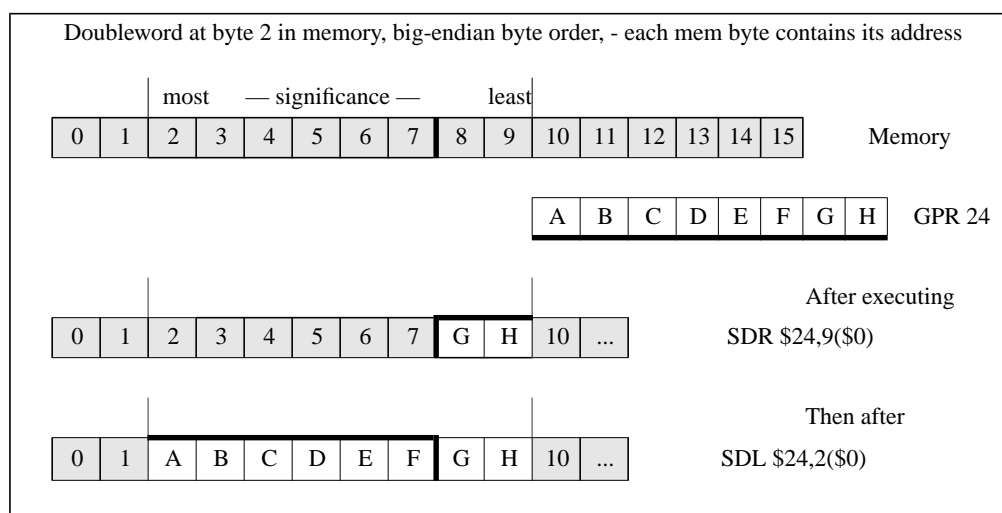 Doubleword at byte 2 in memory, big-endian byte order, - each mem byte contains its address
most — significance — least
0 1 2 3 4 5 6 7 8 9 10 11 12 13 14 15 Memory
A B C D E F G H GPR 24
After executing
0 1 2 3 4 5 6 7 G H 10 ... SDR $24,9($0)
Then after
0 1 A B C D E F G H 10 ... SDL $24,2($0)